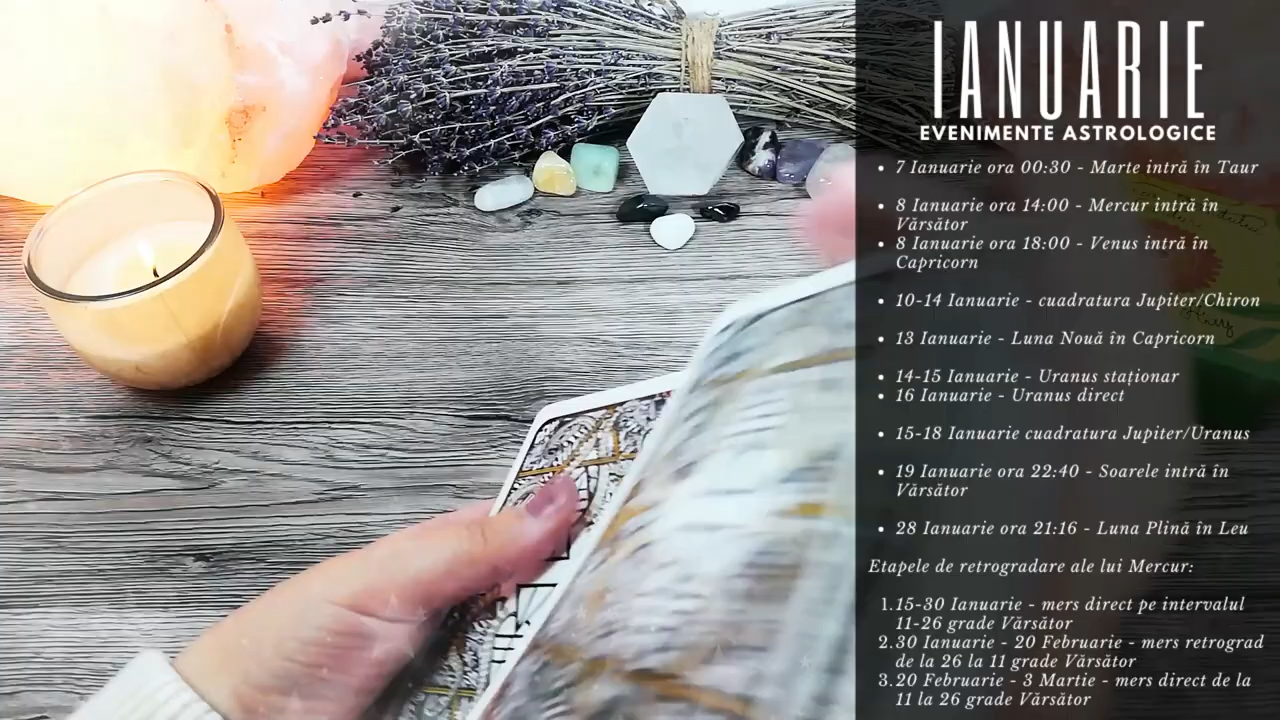 IANUARIE
EVENIMENTE ASTROLOGICE
• 7 Ianuarie ora 00:30 - Marte intră în Taur
• 8 Ianuarie ora 14:00 - Mercur intră în
Vărsător
• 8 Ianuarie ora 18:00 - Venus intră în
Capricorn
• 10-14 Ianuarie - cuadratura Jupiter/Chiron
• 13 Ianuarie - Luna Nouă în Capricorn
• 14-15 Ianuarie - Uranus staționar
• 16 Ianuarie - Uranus direct
• 15-18 Ianuarie cuadratura Jupiter/Uranus
• 19 Ianuarie ora 22:40 - Soarele intră în
Vărsător
• 28 Ianuarie ora 21:16 - Luna Plină în Leu
Etapele de retrogradare ale lui Mercur:
1. 15-30 Ianuarie - mers direct pe intervalul
11-26 grade Vărsător
2. 30 Ianuarie - 20 Februarie - mers retrograd
de la 26 la 11 grade Vărsător
3. 20 Februarie - 3 Martie - mers direct de la
11 la 26 grade Vărsător